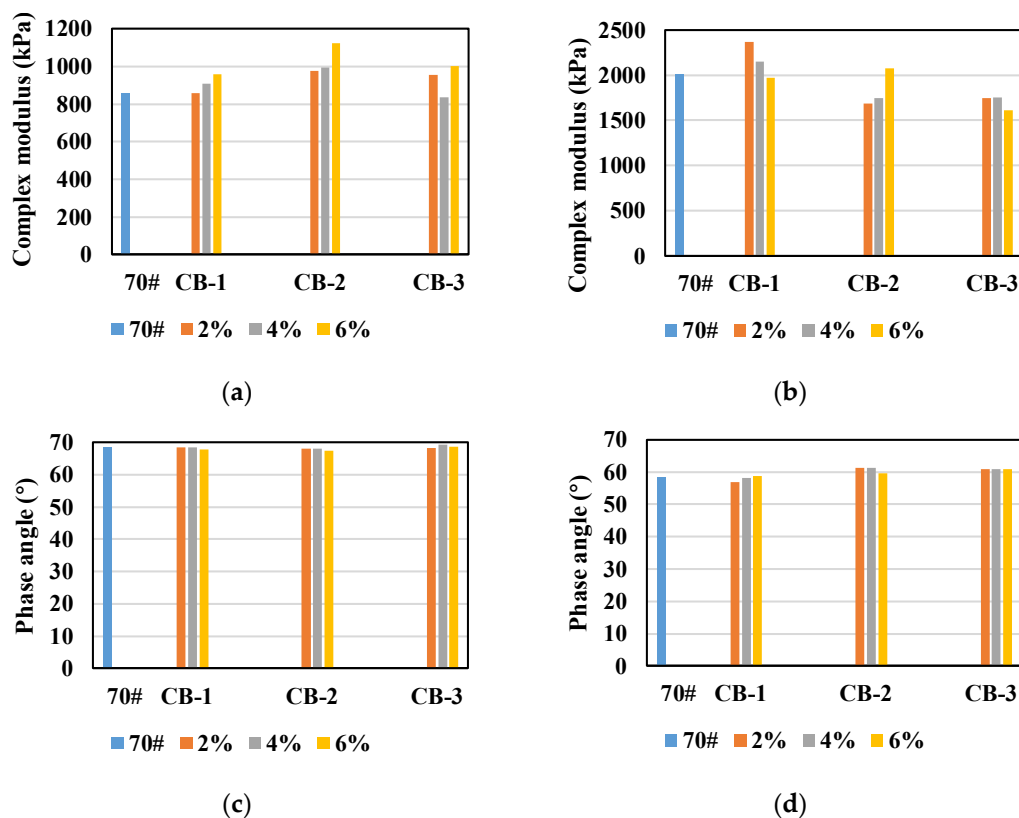 Complex modulus (kPa)
1200
1000
800
600
400
200
0
70# CB-1 CB-2 CB-3
70# 2% 4% 6%
(a)
Complex modulus (kPa)
2500
2000
1500
1000
500
0
70# CB-1 CB-2 CB-3
70# 2% 4% 6%
(b)
Phase angle (°)
70
60
50
40
30
20
10
0
70# CB-1 CB-2 CB-3
70# 2% 4% 6%
(c)
Phase angle (°)
70
60
50
40
30
20
10
0
70# CB-1 CB-2 CB-3
70# 2% 4% 6%
(d)